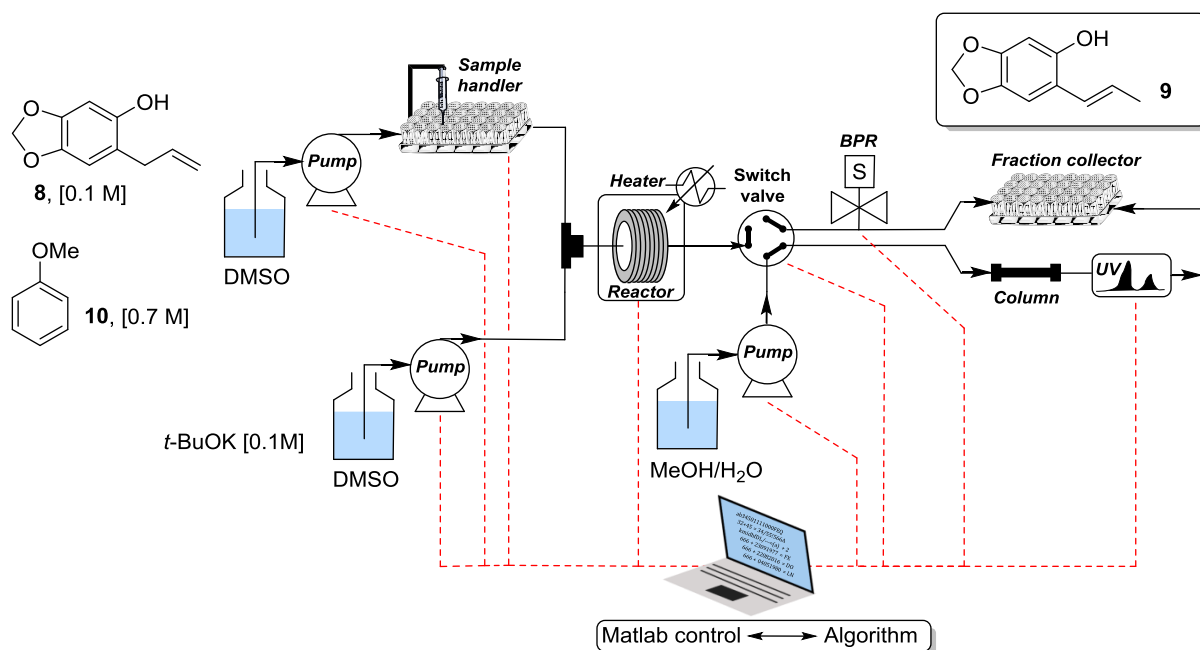 O
O
OH
8, [0.1 M]
OMe
10, [0.7 M]
DMSO
Pump
Sample
handler
t-BuOK [0.1M]
DMSO
Pump
Heater
Reactor
Switch
valve
Pump
MeOH/H₂O
BPR
S
Fraction collector
Column
UV
O
O
OH
9
ab34501111000FEQ
Matlab control
Algorithm